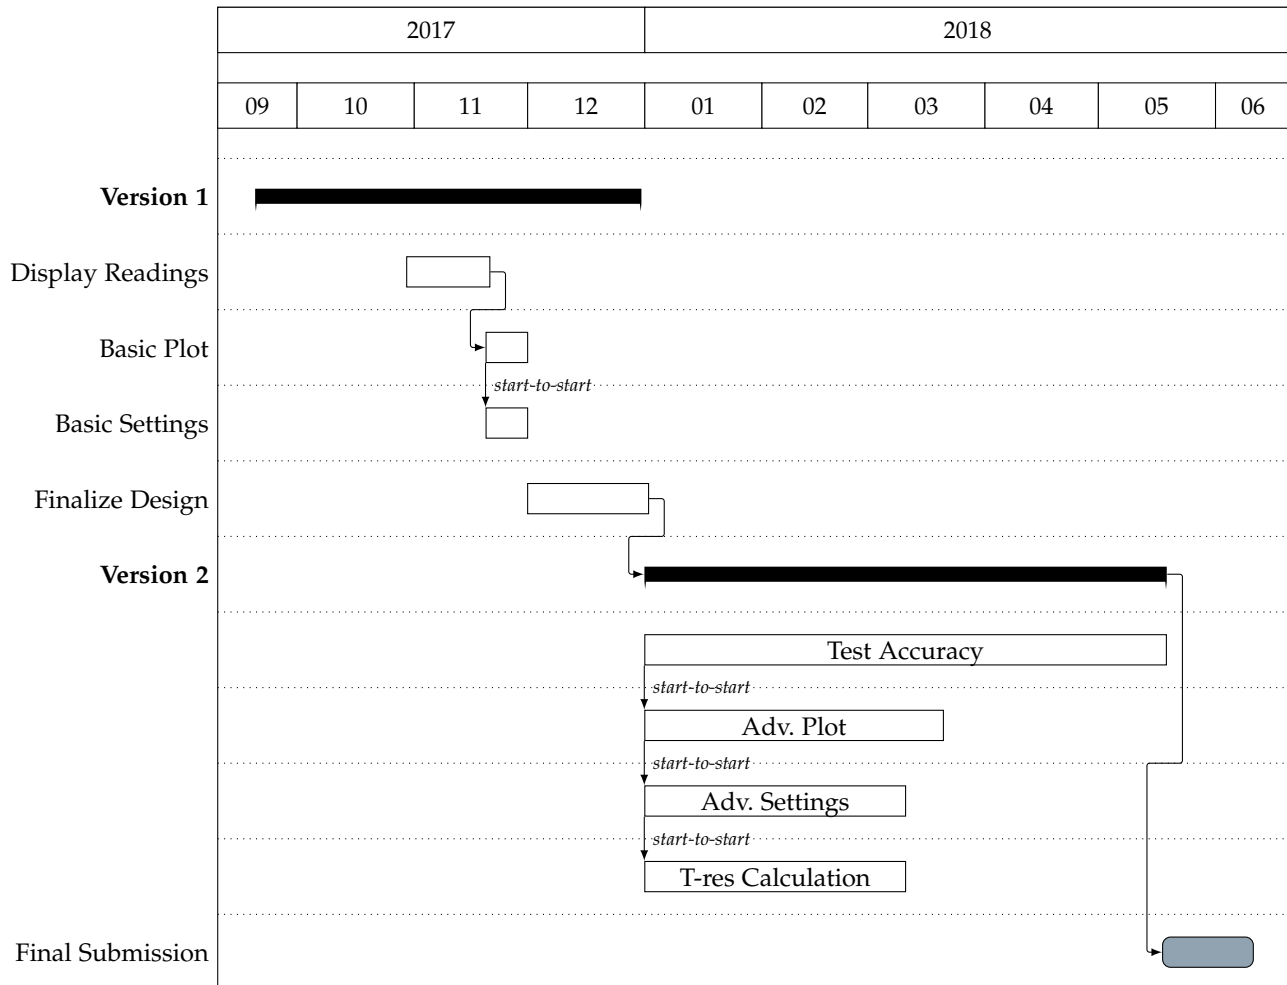 2017 2018
09 10 11 12 01 02 03 04 05 06
Version 1
Display Readings
Basic Plot
start-to-start
Basic Settings
Finalize Design
Version 2
Test Accuracy
start-to-start
Adv. Plot
start-to-start
Adv. Settings
start-to-start
T-res Calculation
Final Submission